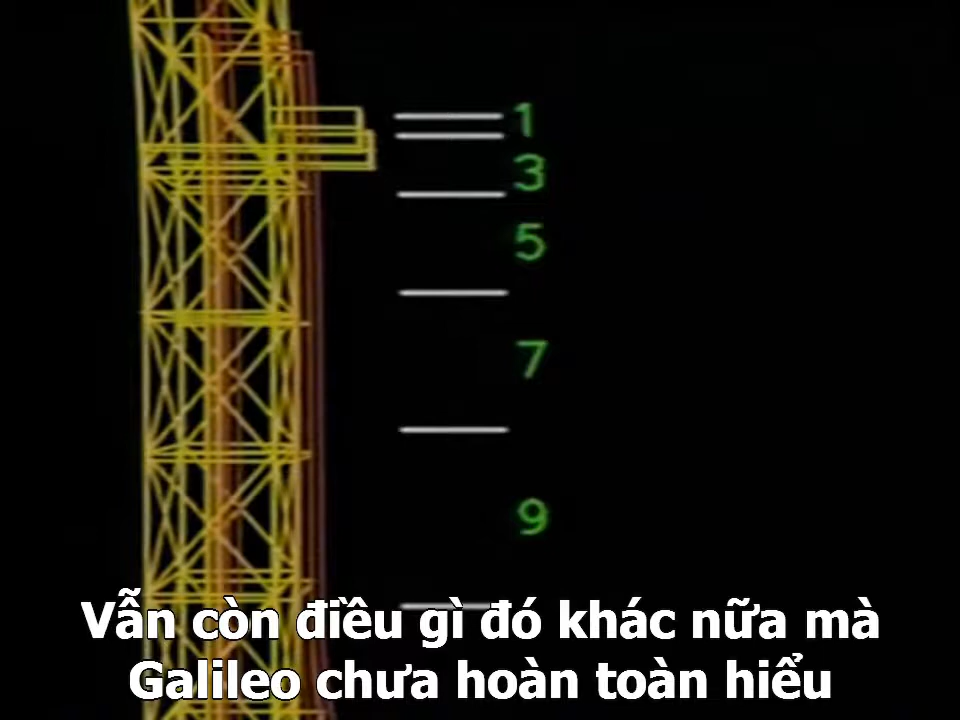 1
3
5
7
9
Vẫn còn điều gì đó khác nữa mà
Galileo chưa hoàn toàn hiểu